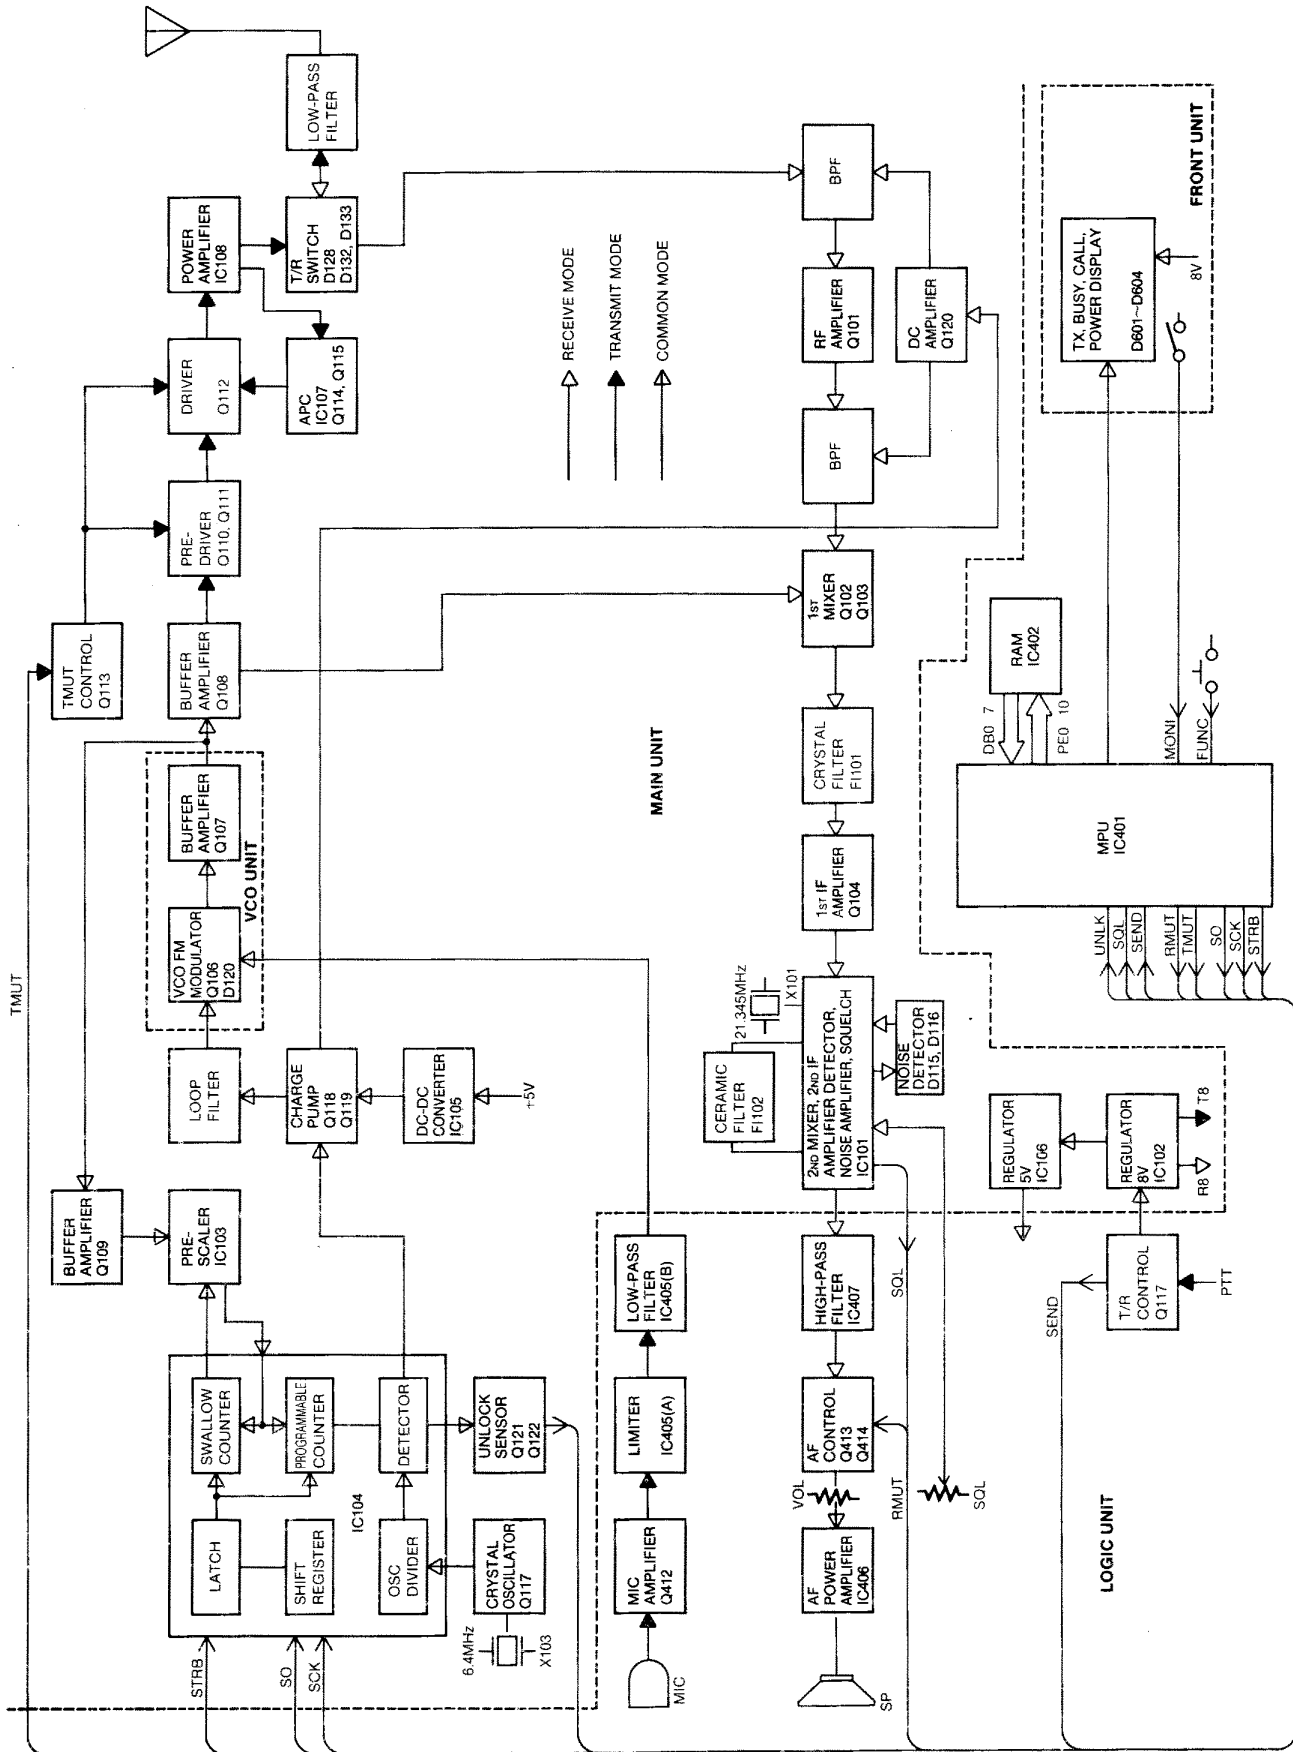 TMUT
TMUT
CONTROL
Q113
LOW-PASS
FILTER
POWER
AMPLIFIER
IC108
T/R
SWITCH
D128
D132, D133
DRIVER
Q112
APC
IC107
Q114, Q115
PRE-
DRIVER
Q110, Q111
BUFFER
AMPLIFIER
Q108
BUFFER
AMPLIFIER
Q107
VCO FM
MODULATOR
Q106
D120
VCO UNIT
LOOP
FILTER
CHARGE
PUMP
Q118
Q119
DC-DC
CONVERTER
IC105
+5V
BUFFER
AMPLIFIER
Q109
PRE-
SCALER
IC103
SWALLOW
COUNTER
PROGRAMMABLE
COUNTER
DETECTOR
LATCH
SHIFT
REGISTER
OSC
DIVIDER
IC104
UNLOCK
SENSOR
Q121
Q122
CRYSTAL
OSCILLATOR
Q117
6.4MHz
X103
STRB
SO
SCK
RECEIVE MODE
TRANSMIT MODE
COMMON MODE
MAIN UNIT
BPF
RF
AMPLIFIER
Q101
DC
AMPLIFIER
Q120
BPF
1ST
MIXER
Q102
Q103
CRYSTAL
FILTER
FI101
1ST IF
AMPLIFIER
Q104
21.345MHz
X101
CERAMIC
FILTER
FI102
2ND MIXER, 2ND IF
AMPLIFIER DETECTOR,
NOISE AMPLIFIER, SQUELCH
IC101
NOISE
DETECTOR
D115, D116
LOW-PASS
FILTER
IC405(B)
LIMITER
IC405(A)
MIC
AMPLIFIER
Q412
MIC
HIGH-PASS
FILTER
IC407
AF
CONTROL
Q413
Q414
VOL
AF
POWER
AMPLIFIER
IC406
SP
SQL
RMUT
SQL
REGULATOR
5V
IC106
REGULATOR
8V
IC102
R8
T8
T/R
CONTROL
Q117
SEND
PTT
LOGIC UNIT
TX, BUSY, CALL,
POWER DISPLAY
D601~D604
8V
FRONT UNIT
RAM
IC402
DB0 7
PE0 10
MONI
FUNC
MPU
IC401
UNLK
SQL
SEND
RMUT
TMUT
SO
SCK
STRB